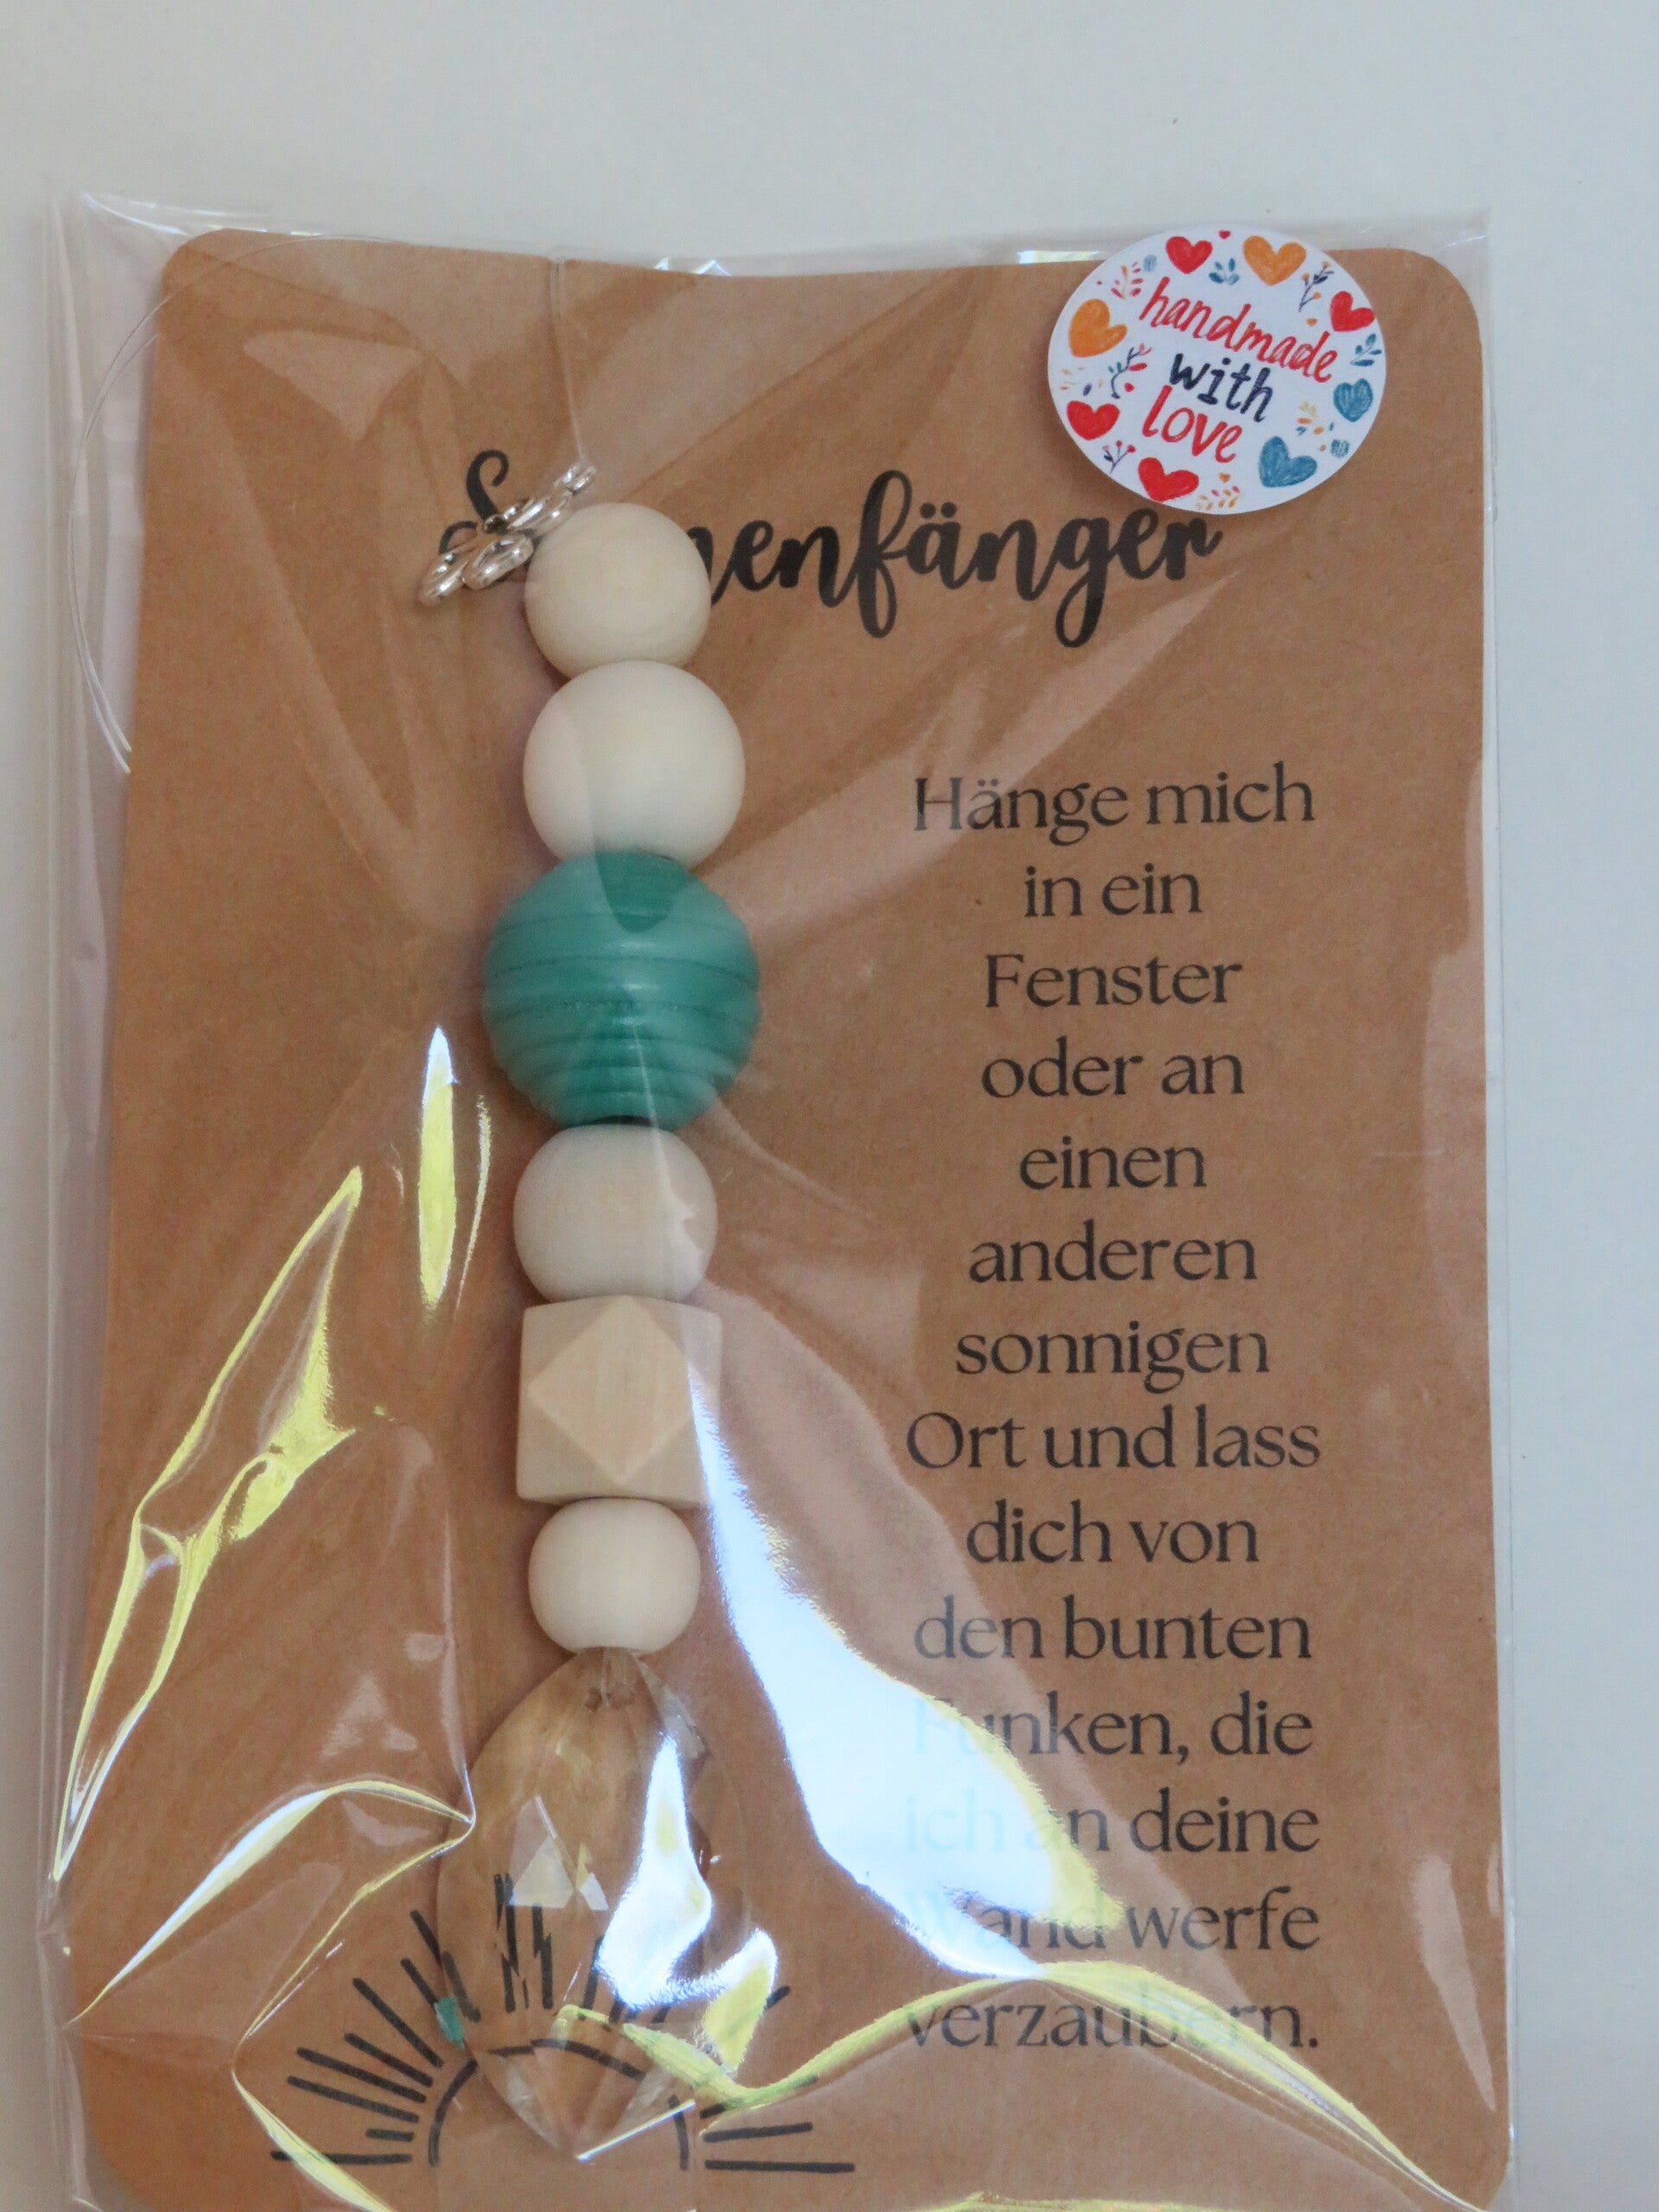 handmade
with
love
Sonnenfänger
Hänge mich
in ein
Fenster
oder an
einen
anderen
sonnigen
Ort und lass
dich von
den bunten
Funken, die
ich an deine
Wand werfe
verzaubern.